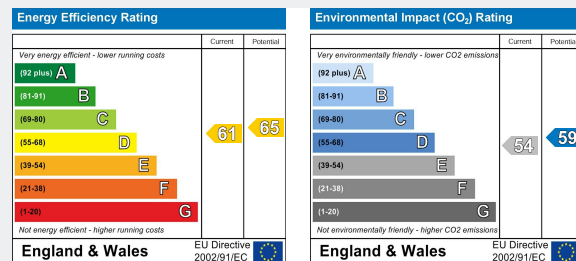 Energy Efficiency Rating
Current Potential
Very energy efficient - lower running costs
(92 plus) A
(81-91) B
(69-80) C
(55-68) D
(39-54) E
(21-38) F
(1-20) G
61
65
Not energy efficient - higher running costs
England & Wales
EU Directive
2002/91/EC
Environmental Impact (CO2) Rating
Current Potentia
Very environmentally friendly - lower CO2 emissions
(92 plus) A
(81-91) B
(69-80) C
(55-68) D
(39-54) E
(21-38) F
(1-20) G
54
59
Not environmentally friendly - higher CO2 emissions
England & Wales
EU Directive
2002/91/EC